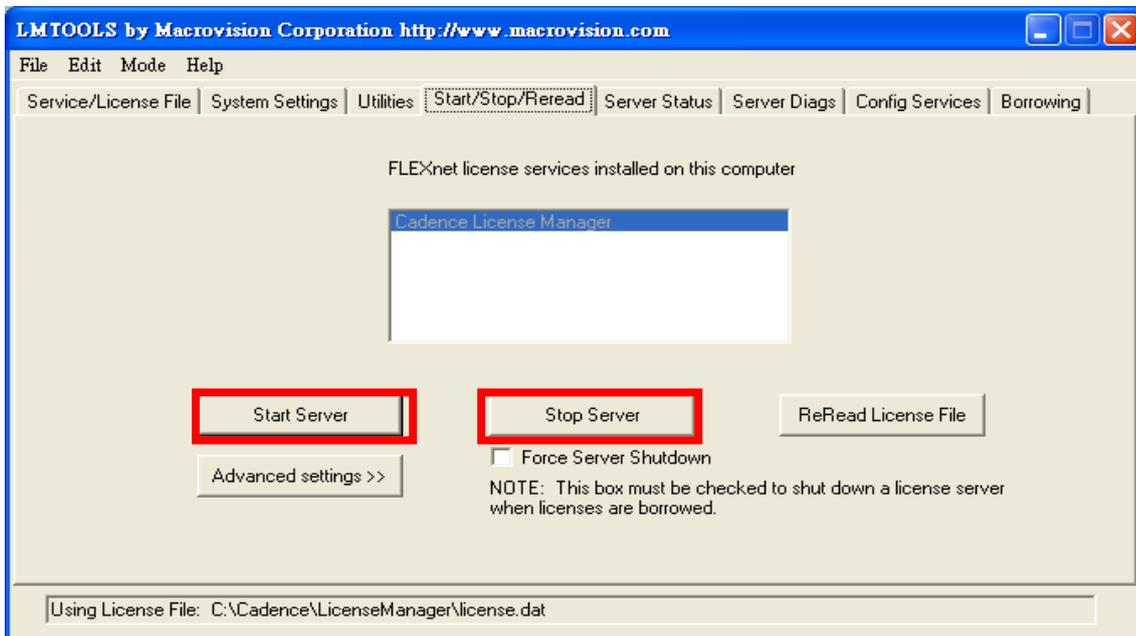 LMTOOLS by Macrovision Corporation http://www.macrovision.com
File Edit Mode Help
Service/License File System Settings Utilities Start/Stop/Reread Server Status Server Diags Config Services Borrowing
FLEXnet license services installed on this computer
Cadence License Manager
Start Server Stop Server ReRead License File
Force Server Shutdown
Advanced settings >>
NOTE: This box must be checked to shut down a license server
when licenses are borrowed.
Using License File: C:\Cadence\LicenseManager\license.dat